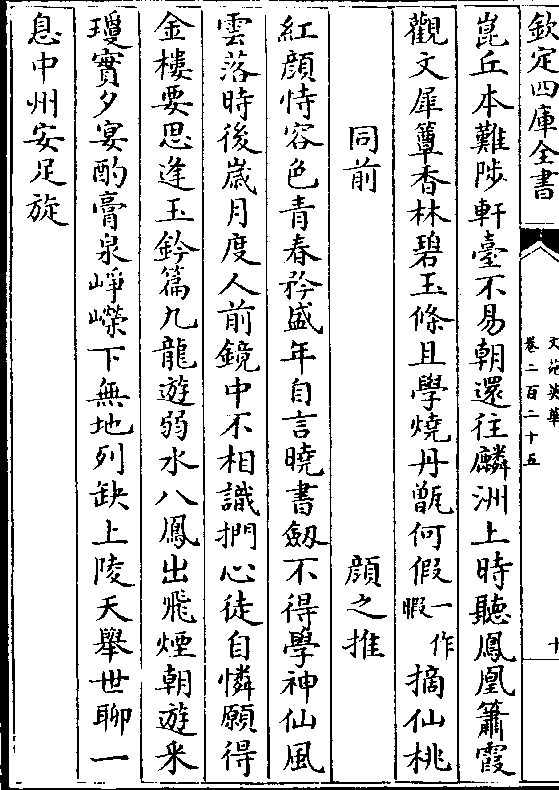 欽定四庫全書
文苑英華
卷二百二十五
十
崑丘本難陟軒臺不易朝還往麟洲上時聽鳳凰簫霞
觀文犀簟香林碧玉條且學燒丹甑何假一作暇摘仙桃
同前 顔之推
紅顔恃容色青春矜盛年自言曉書劔不得學神仙風
雲落時後嵗月度人前鏡中不相識捫心徒自憐願得
金樓要思逢玉鈐篇九龍遊弱水八鳳出飛煙朝遊采
瓊實夕宴酌膏泉崢嶸下無地列缺上陵天舉世聊一
息中州安足旋